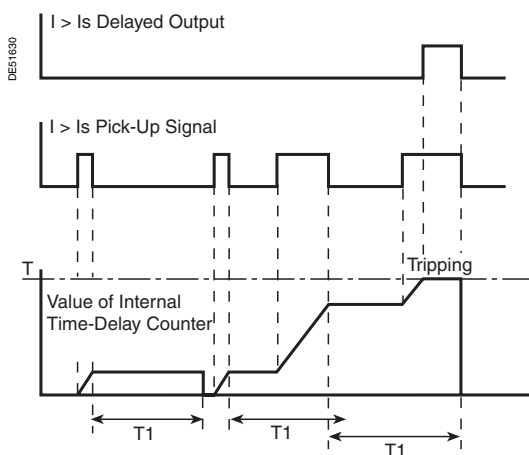 DE51630
I > Is Delayed Output
I > Is Pick-Up Signal
T
Tripping
Value of Internal
Time-Delay Counter
T1
T1
T1